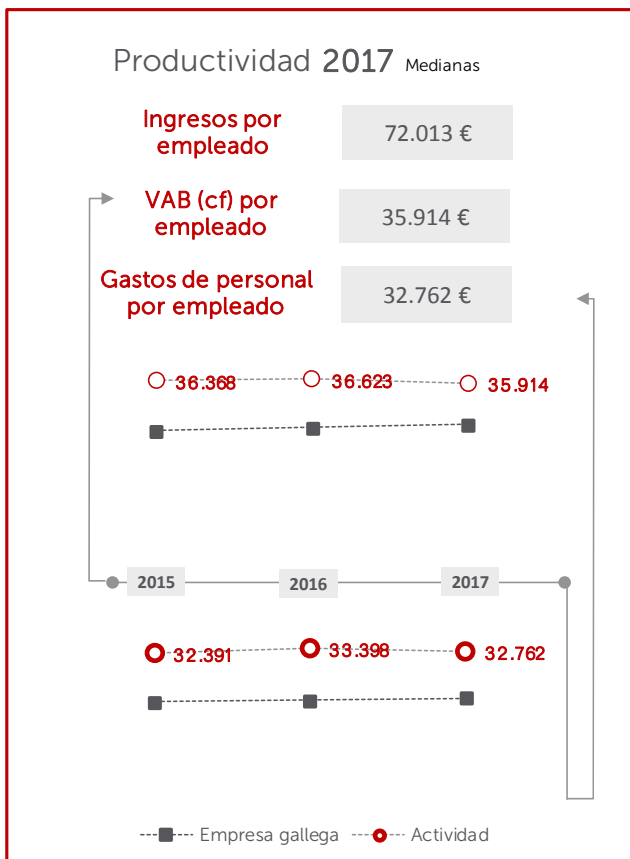 Productividad 2017 Medianas
Ingresos por
empleado
72.013 €
VAB (cf) por
empleado
35.914 €
Gastos de personal
por empleado
32.762 €
36.368
36.623
35.914
2015
2016
2017
32.391
33.398
32.762
Empresa gallega
Actividad